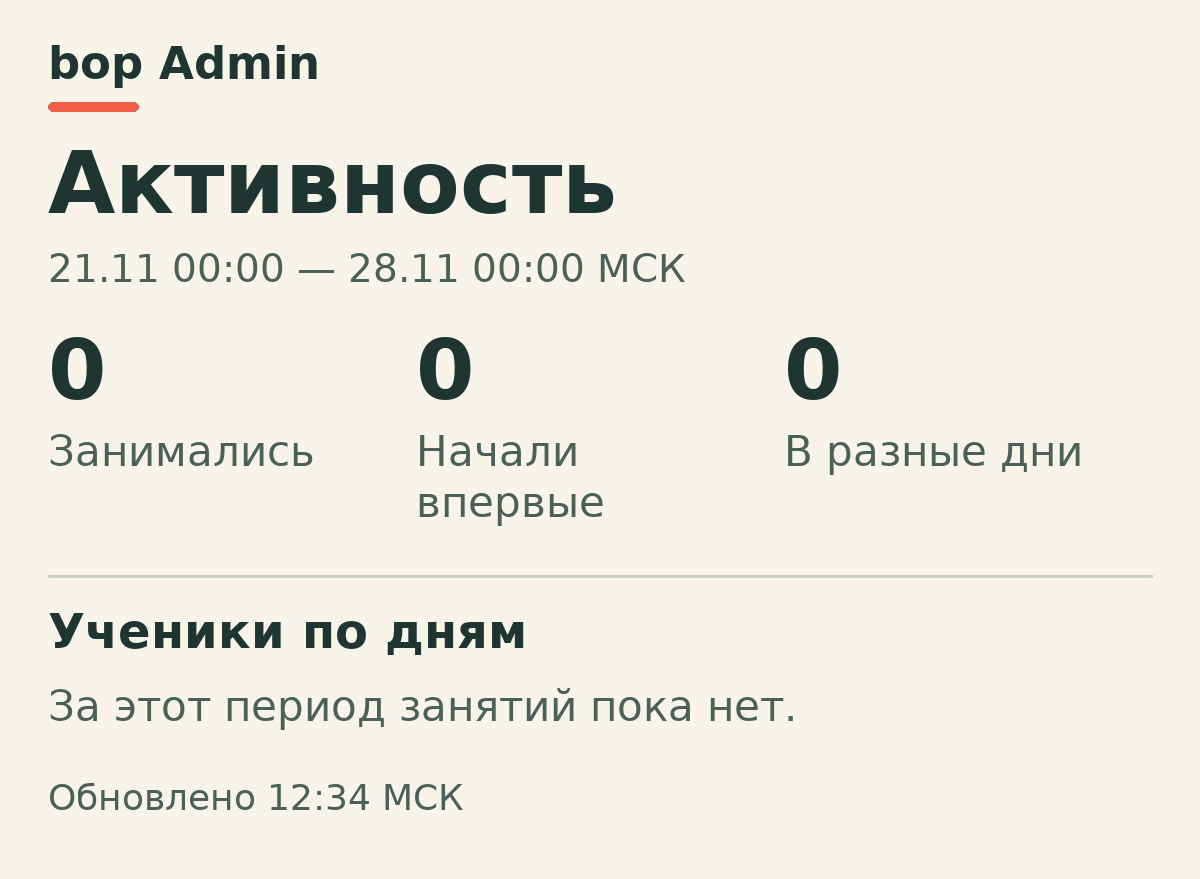 bop Admin
Активность
21.11 00:00 — 28.11 00:00 МСК
0 0 0
Занимались Начали впервые В разные дни
Ученики по дням
За этот период занятий пока нет.
Обновлено 12:34 МСК